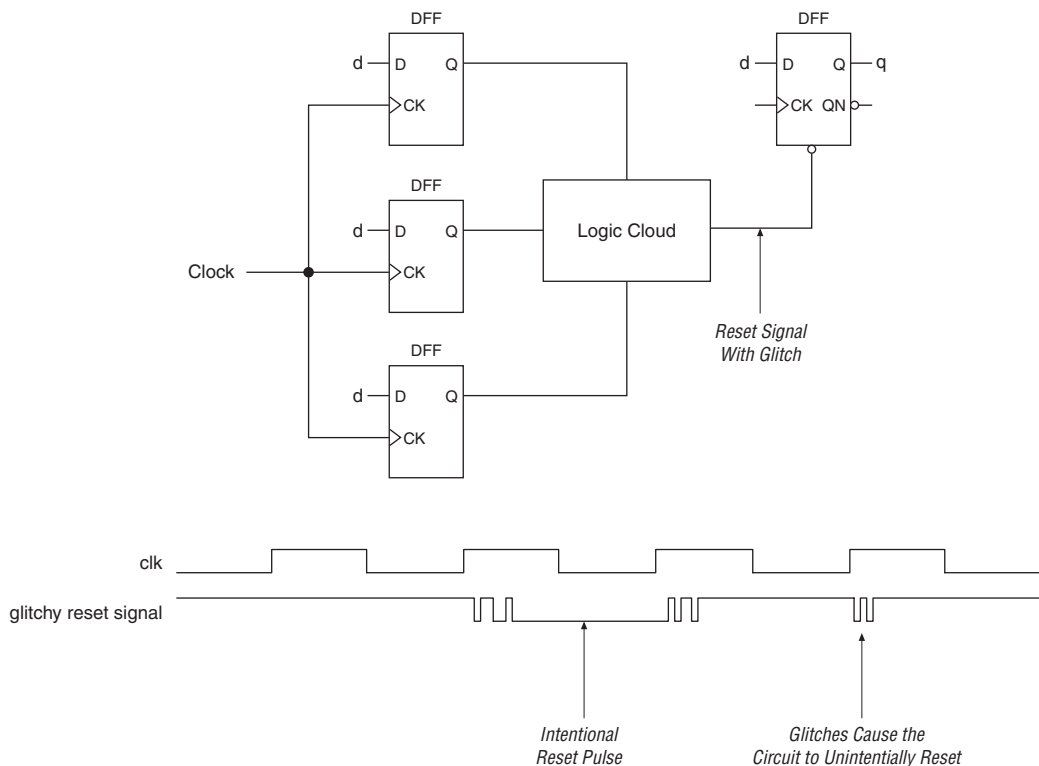 DFF
DFF
d
D
Q
CK
d
D
Q
q
CK
QN
DFF
d
D
Q
CK
Logic Cloud
Clock
Reset Signal
With Glitch
DFF
d
D
Q
CK
clk
glitchy reset signal
Intentional
Reset Pulse
Glitches Cause the
Circuit to Unintentially Reset